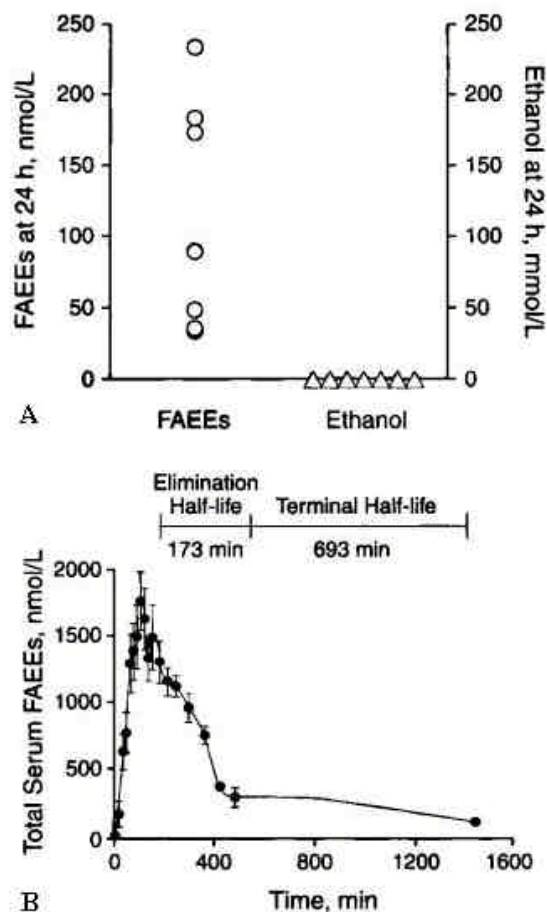 FAEEs at 24 h, nmol/L
250
200
150
100
50
0
250
200
150
100
50
0
Ethanol at 24 h, mmol/L
FAEEs
Ethanol
A
Elimination
Half-life
Terminal Half-life
173 min
693 min
Total Serum FAEEs, nmol/L
2000
1500
1000
500
0
0
400
800
1200
1600
Time, min
B